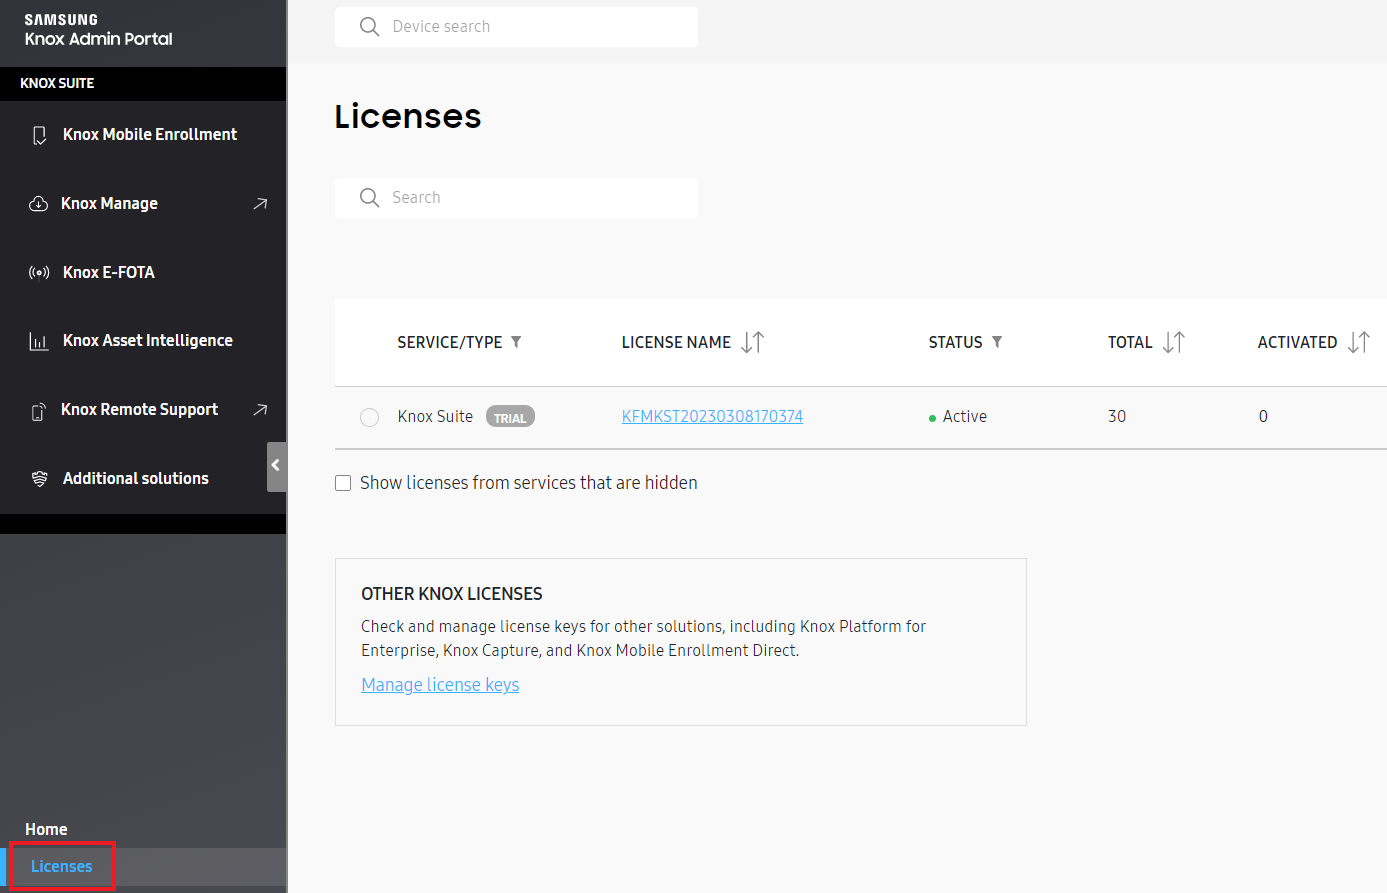 SAMSUNG
Knox Admin Portal
KNOX SUITE
Knox Mobile Enrollment
Knox Manage
Knox E-FOTA
Knox Asset Intelligence
Knox Remote Support
Additional solutions
Home
Licenses
Device search
Licenses
Search
SERVICE/TYPE LICENSE NAME STATUS TOTAL ACTIVATED
Knox Suite TRIAL KFMKST20230308170374 Active 30 0
Show licenses from services that are hidden
OTHER KNOX LICENSES
Check and manage license keys for other solutions, including Knox Platform for
Enterprise, Knox Capture, and Knox Mobile Enrollment Direct.
Manage license keys